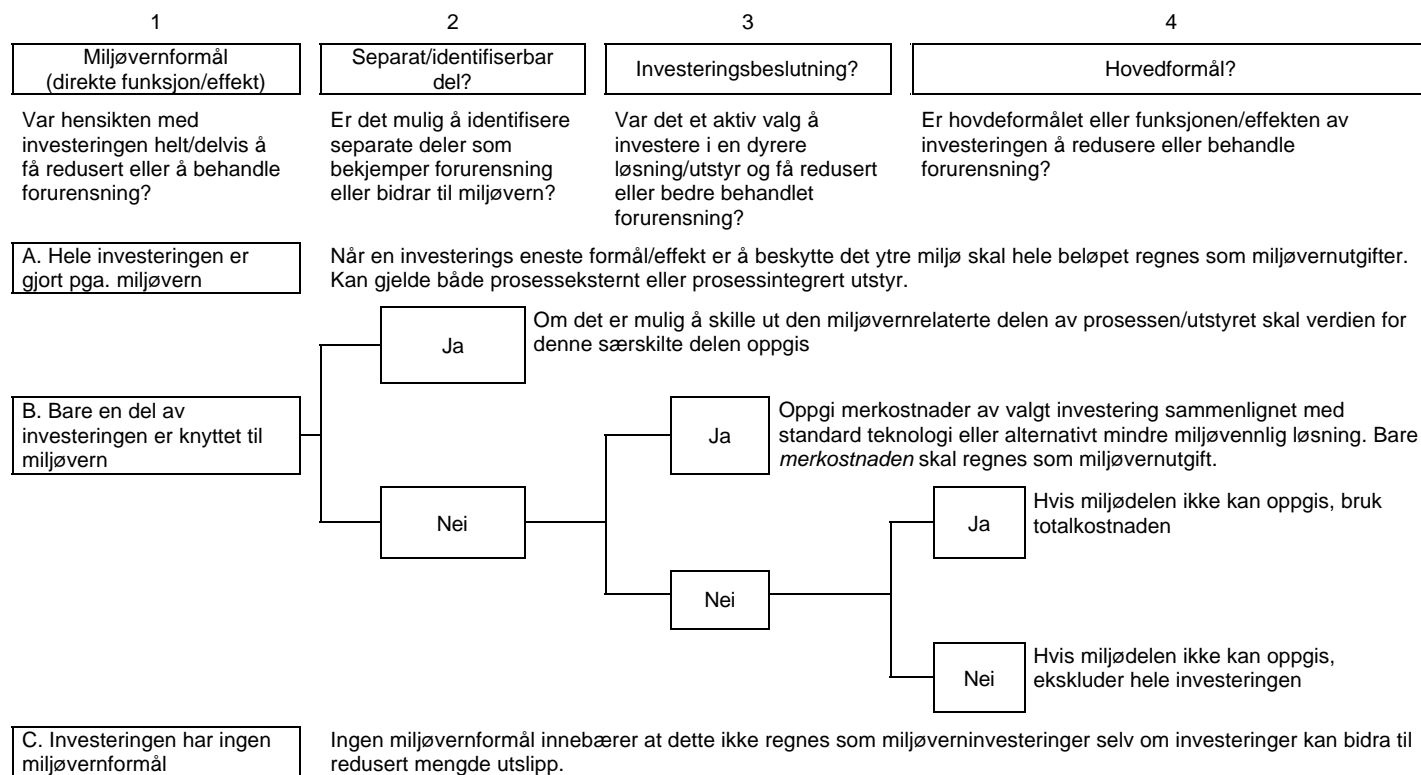 1
2
3
4
Miljøvernformål
(direkte funksjon/effekt)
Separat/identifiserbar
del?
Investeringsbeslutning?
Hovedformål?
Var hensikten med
investeringen helt/delvis å
få redusert eller å behandle
forurensning?
Er det mulig å identifisere
separate deler som
bekjemper forurensning
eller bidrar til miljøvern?
Var det et aktiv valg å
investere i en dyrere
løsning/utstyr og få redusert
eller bedre behandlet
forurensning?
Er hovdeformålet eller funksjonen/effekten av
investeringen å redusere eller behandle
forurensning?
A. Hele investeringen er
gjort pga. miljøvern
Når en investerings eneste formål/effekt er å beskytte det ytre miljø skal hele beløpet regnes som miljøvernutgifter.
Kan gjelde både prosesseksternt eller prosessintegrert utstyr.
Ja
Om det er mulig å skille ut den miljøvernrelaterte delen av prosessen/utstyret skal verdien for
denne særskilte delen oppgis
B. Bare en del av
investeringen er knyttet til
miljøvern
Ja
Oppgi merkostnader av valgt investering sammenlignet med
standard teknologi eller alternativt mindre miljøvennlig løsning. Bare
merkostnaden skal regnes som miljøvernutgift.
Nei
Ja
Hvis miljødelen ikke kan oppgis, bruk
totalkostnaden
Nei
Nei
Hvis miljødelen ikke kan oppgis,
ekskluder hele investeringen
C. Investeringen har ingen
miljøvernformål
Ingen miljøvernformål innebærer at dette ikke regnes som miljøverninvesteringer selv om investeringer kan bidra til
redusert mengde utslipp.